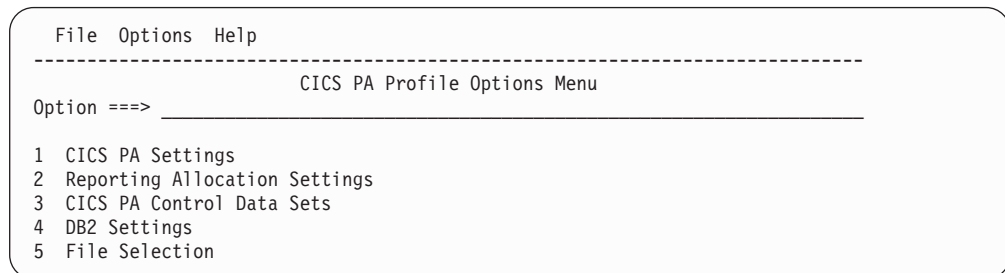 File  Options  Help
------------------------------------------------------------------------------
CICS PA Profile Options Menu
Option ===> __________________________________________________________________
1  CICS PA Settings
2  Reporting Allocation Settings
3  CICS PA Control Data Sets
4  DB2 Settings
5  File Selection